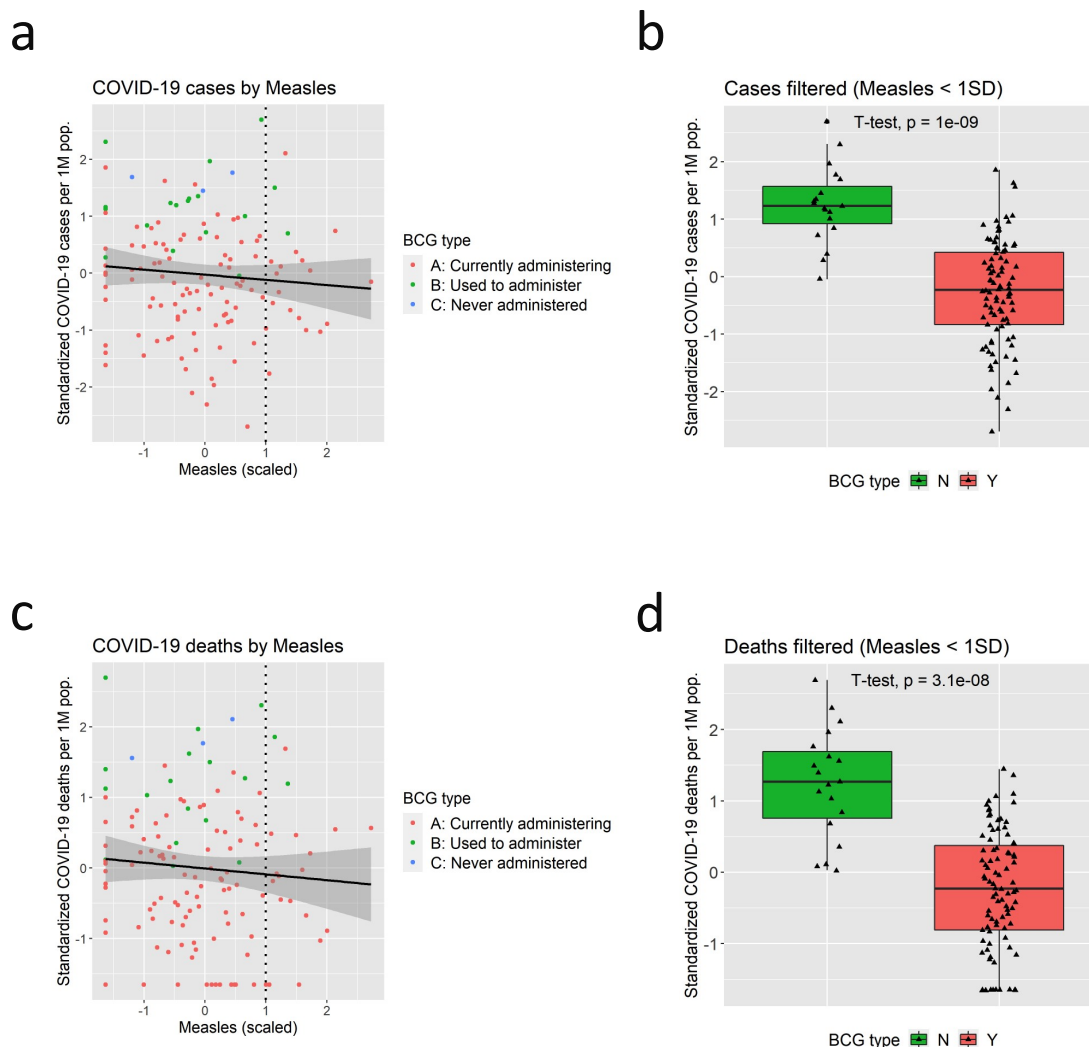 a
COVID-19 cases by Measles
Standardized COVID-19 cases per 1M pop.
2
1
0
-1
-2
-1
0
1
2
Measles (scaled)
BCG type
A: Currently administering
B: Used to administer
C: Never administered
b
Cases filtered (Measles < 1SD)
T-test, p = 1e-09
Standardized COVID-19 cases per 1M pop.
2
1
0
-1
-2
BCG type N Y
c
COVID-19 deaths by Measles
Standardized COVID-19 deaths per 1M pop.
2
1
0
-1
-1
0
1
2
Measles (scaled)
BCG type
A: Currently administering
B: Used to administer
C: Never administered
d
Deaths filtered (Measles < 1SD)
T-test, p = 3.1e-08
Standardized COVID-19 deaths per 1M pop.
2
1
0
-1
BCG type N Y